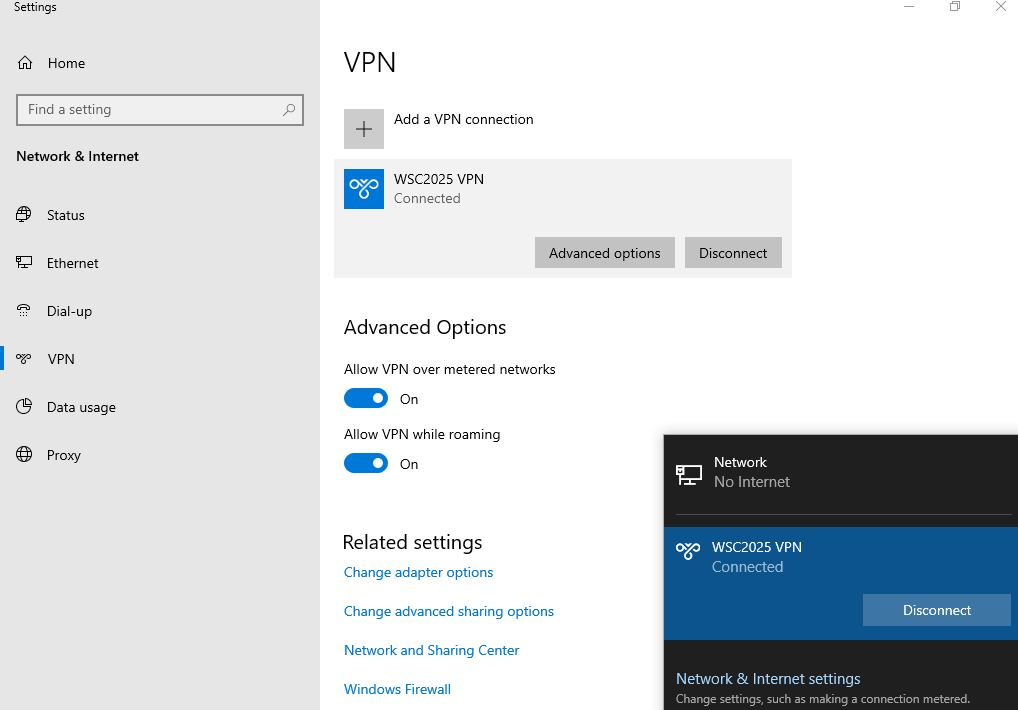 Settings
Home
Find a setting
Network & Internet
Status
Ethernet
Dial-up
VPN
Data usage
Proxy
VPN
Add a VPN connection
WSC2025 VPN
Connected
Advanced options
Disconnect
Advanced Options
Allow VPN over metered networks
On
Allow VPN while roaming
On
Related settings
Change adapter options
Change advanced sharing options
Network and Sharing Center
Windows Firewall
Network
No Internet
WSC2025 VPN
Connected
Disconnect
Network & Internet settings
Change settings, such as making a connection metered.